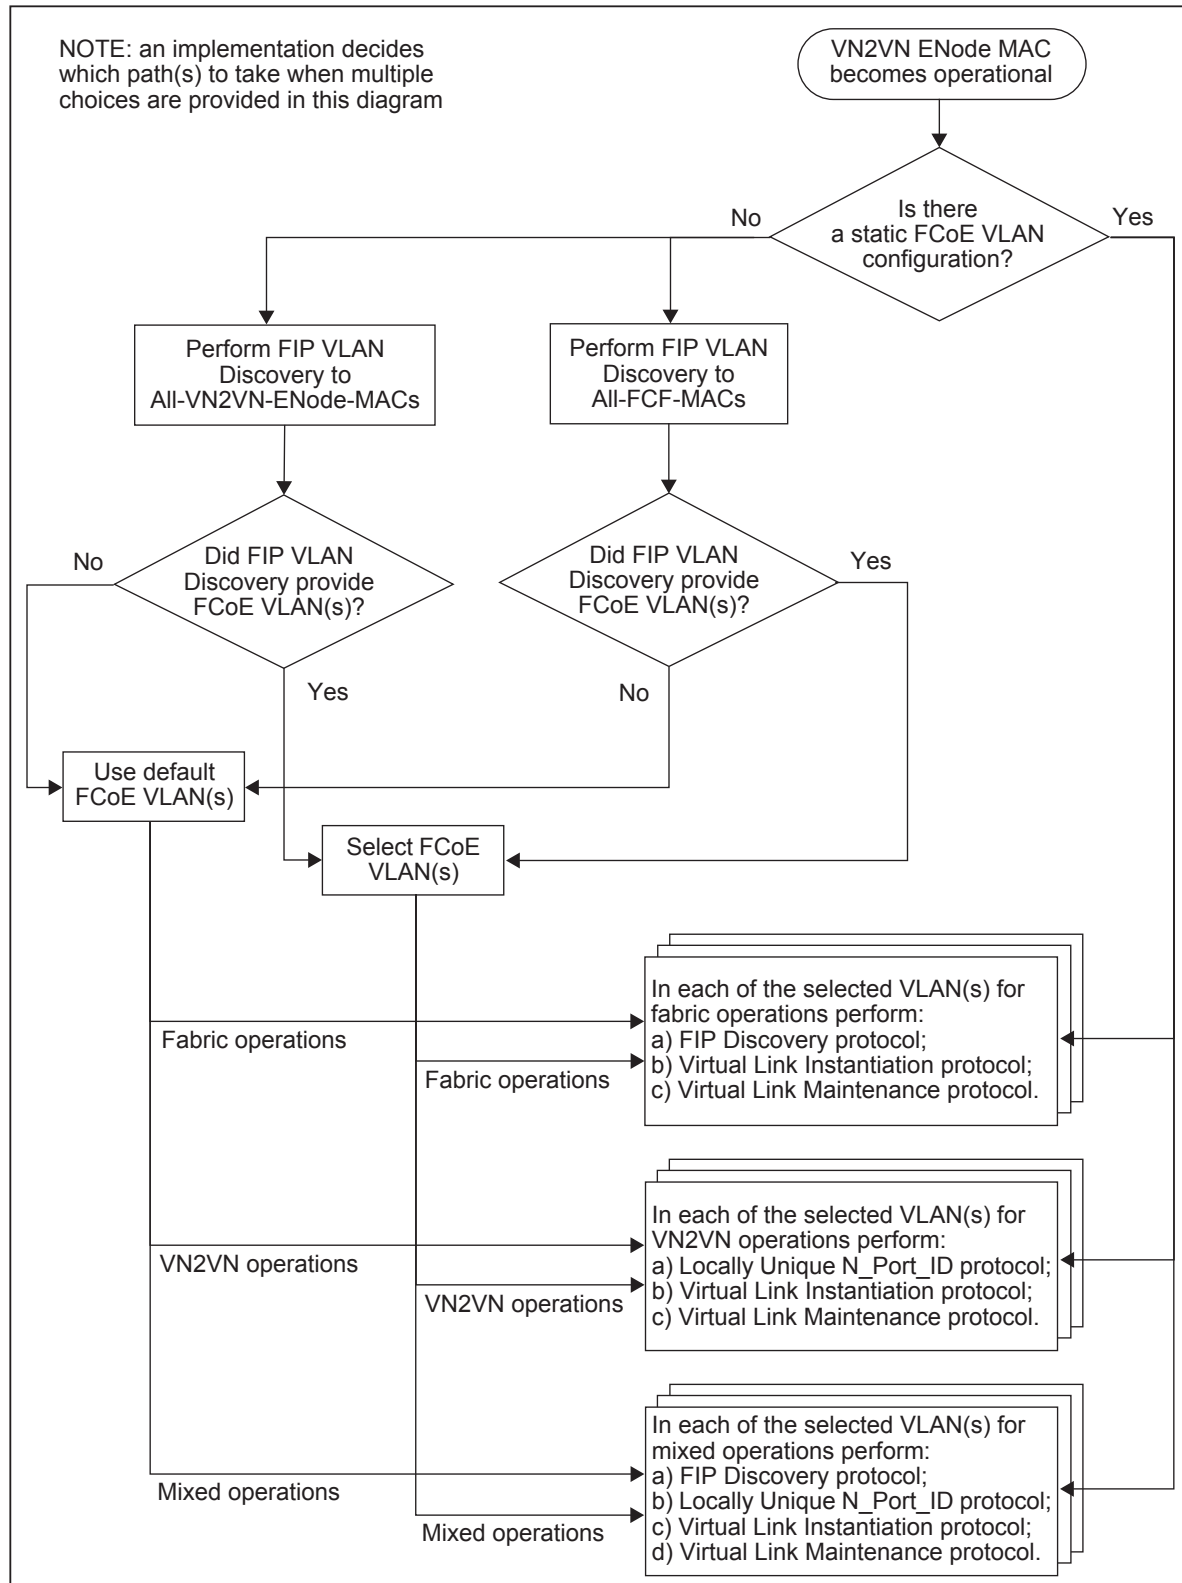 NOTE: an implementation decides
which path(s) to take when multiple
choices are provided in this diagram
VN2VN ENode MAC
becomes operational
Is there
a static FCoE VLAN
configuration?
No
Yes
Perform FIP VLAN
Discovery to
All-VN2VN-ENode-MACs
Perform FIP VLAN
Discovery to
All-FCF-MACs
Did FIP VLAN
Discovery provide
FCoE VLAN(s)?
No
Yes
Did FIP VLAN
Discovery provide
FCoE VLAN(s)?
Yes
No
Use default
FCoE VLAN(s)
Select FCoE
VLAN(s)
Fabric operations
Fabric operations
In each of the selected VLAN(s) for
fabric operations perform:
a) FIP Discovery protocol;
b) Virtual Link Instantiation protocol;
c) Virtual Link Maintenance protocol.
VN2VN operations
VN2VN operations
In each of the selected VLAN(s) for
VN2VN operations perform:
a) Locally Unique N_Port_ID protocol;
b) Virtual Link Instantiation protocol;
c) Virtual Link Maintenance protocol.
Mixed operations
Mixed operations
In each of the selected VLAN(s) for
mixed operations perform:
a) FIP Discovery protocol;
b) Locally Unique N_Port_ID protocol;
c) Virtual Link Instantiation protocol;
d) Virtual Link Maintenance protocol.